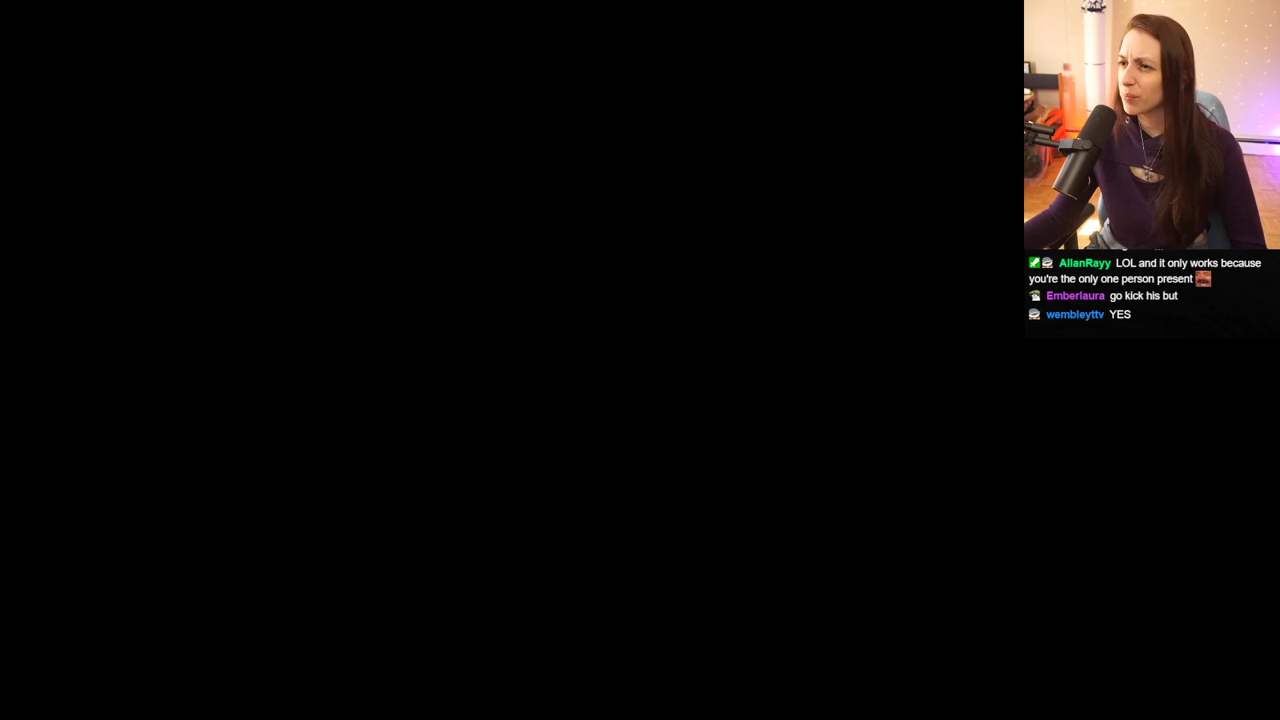 AllanRayy LOL and it only works because
you're the only one person present
Emberlaura go kick his but
wembleyttv YES